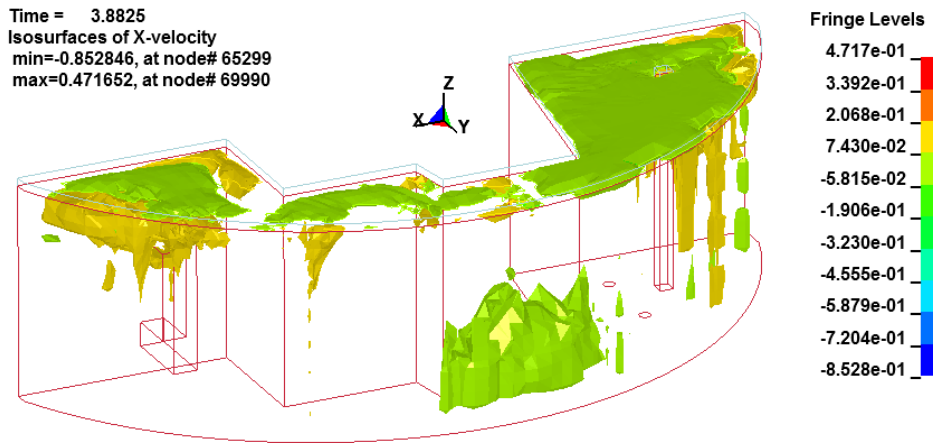 Time = 3.8825
Isosurfaces of X-velocity
min=-0.852846, at node# 65299
max=0.471652, at node# 69990
Z
X
Y
Fringe Levels
4.717e-01
3.392e-01
2.068e-01
7.430e-02
-5.815e-02
-1.906e-01
-3.230e-01
-4.555e-01
-5.879e-01
-7.204e-01
-8.528e-01